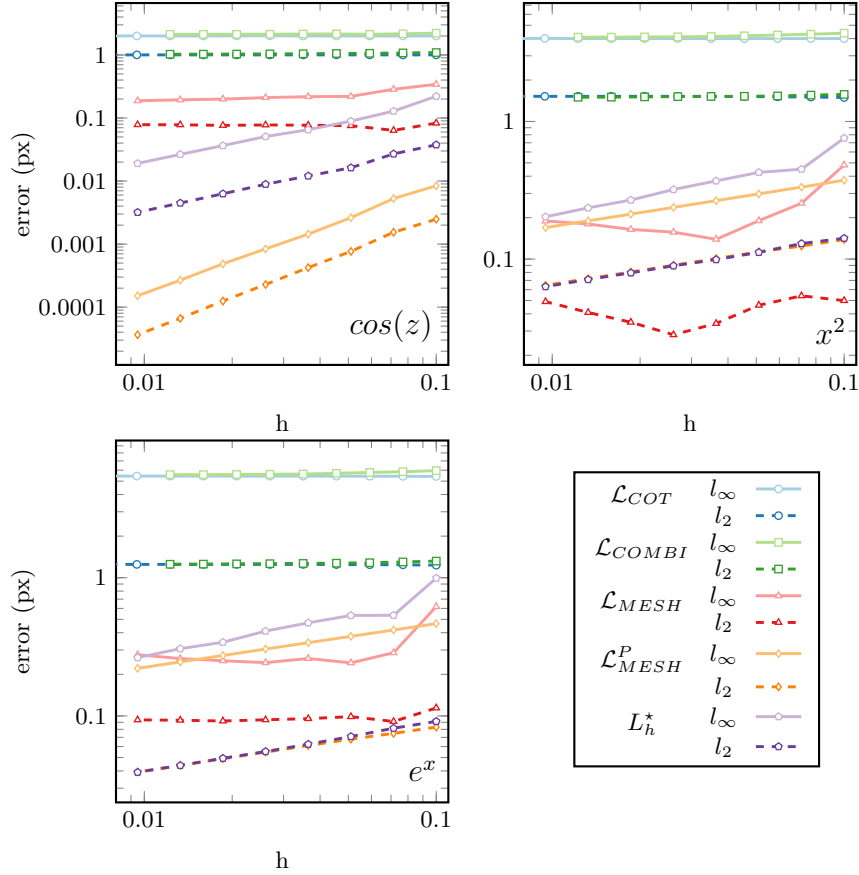 1
0.1
0.01
0.001
0.0001
error (px)
cos(z)
0.01 0.1
h
1
0.1
x²
0.01 0.1
h
1
0.1
error (px)
eˣ
0.01 0.1
h
ℒ_COT l_∞
l_2
ℒ_COMBI l_∞
l_2
ℒ_MESH l_∞
l_2
ℒ^P_MESH l_∞
l_2
L^⋆_h l_∞
l_2